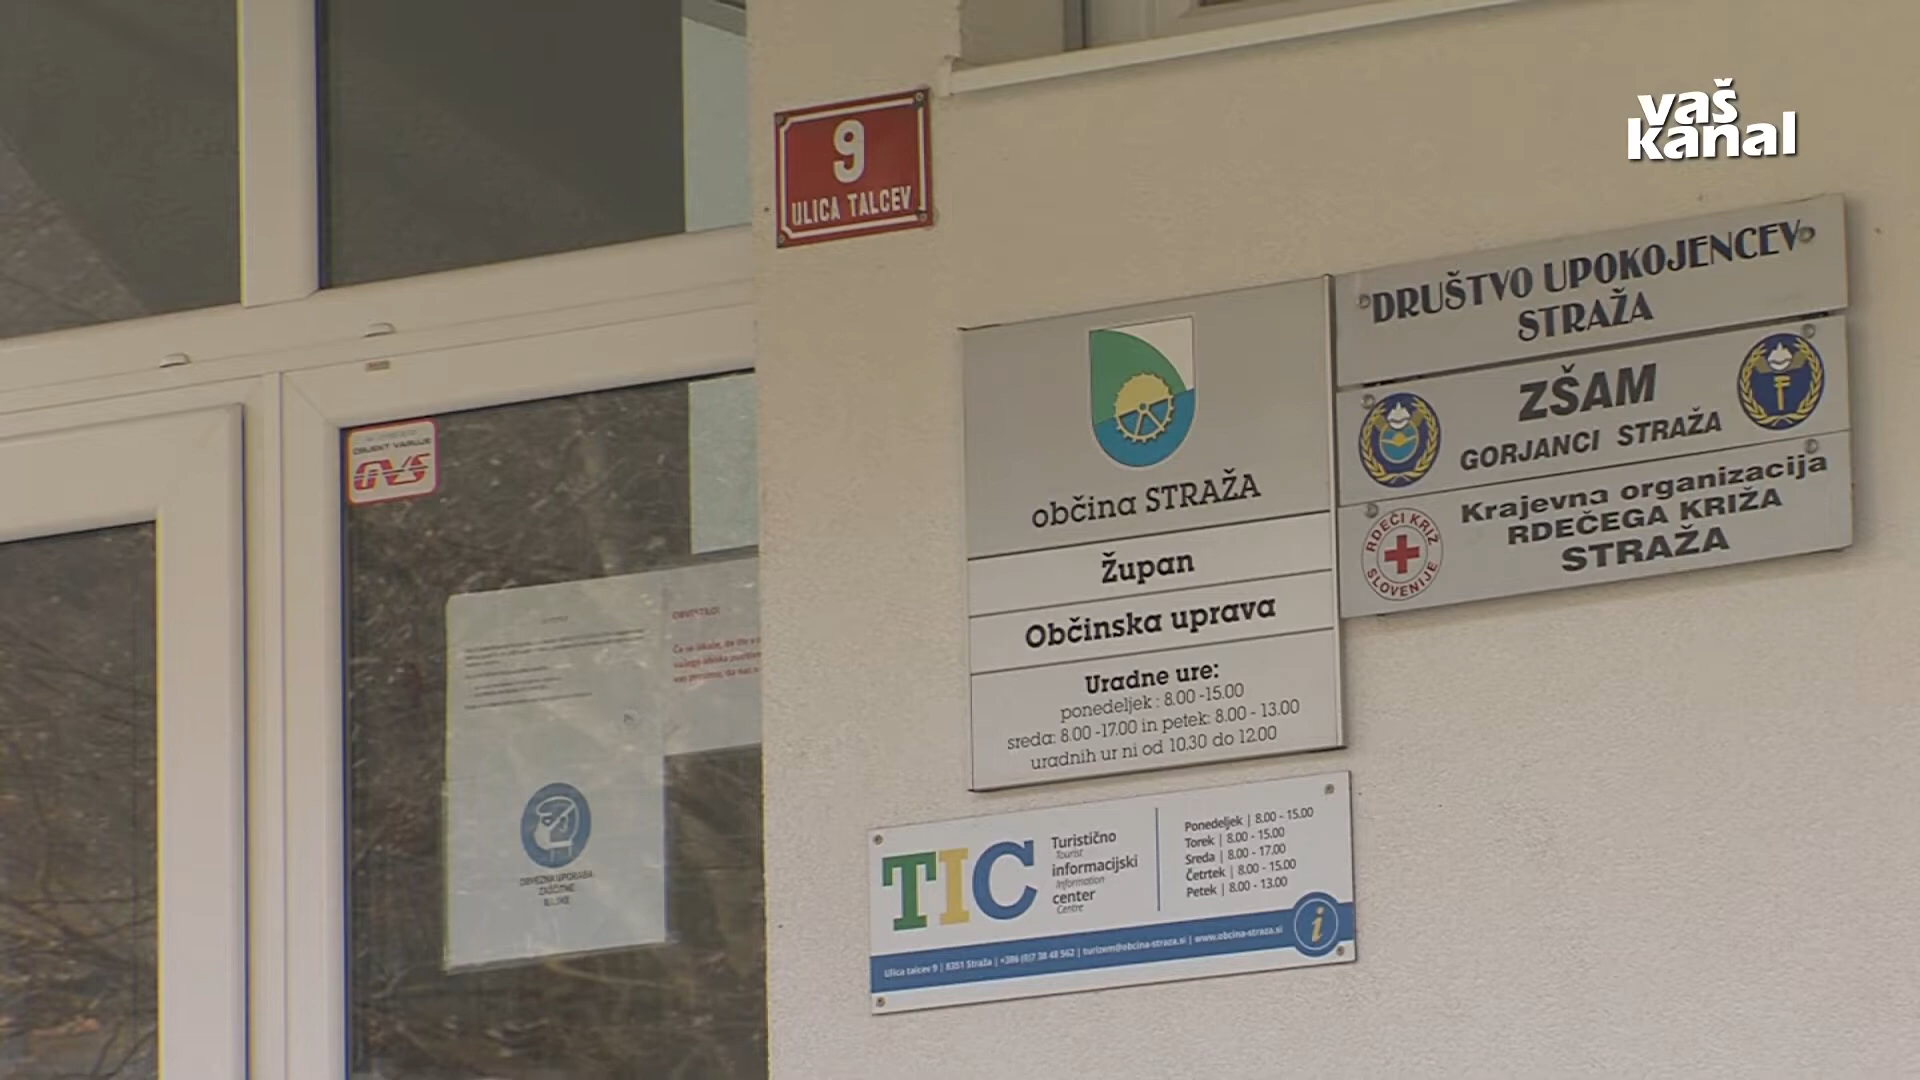 vaš
kanal
9
ULICA TALCEV
DRUŠTVO UPOKOJENCEV
STRAŽA
ZŠAM
GORJANCI STRAŽA
Krajevna organizacija
RDEČEGA KRIŽA
STRAŽA
RDEČI KRIŽ
SLOVENIJE
občina STRAŽA
Župan
Občinska uprava
Uradne ure:
ponedeljek : 8.00 -15.00
sreda: 8.00 -17.00 in petek: 8.00 - 13.00
uradnih ur ni od 10.30 do 12.00
TIC
Turistično
Tourist
informacijski
Information
center
Centre
Ponedeljek | 8.00 - 15.00
Torek | 8.00 - 15.00
Sreda | 8.00 - 17.00
Četrtek | 8.00 - 15.00
Petek | 8.00 - 13.00
i
Ulica talcev 9 | 8351 Straža | +386 (0)7 38 48 562 | turizem@obcina-straza.si | www.obcina-straza.si
OBJEKT VARUJE
OVS
OBVEZNA UPORABA
ZAŠČITNE